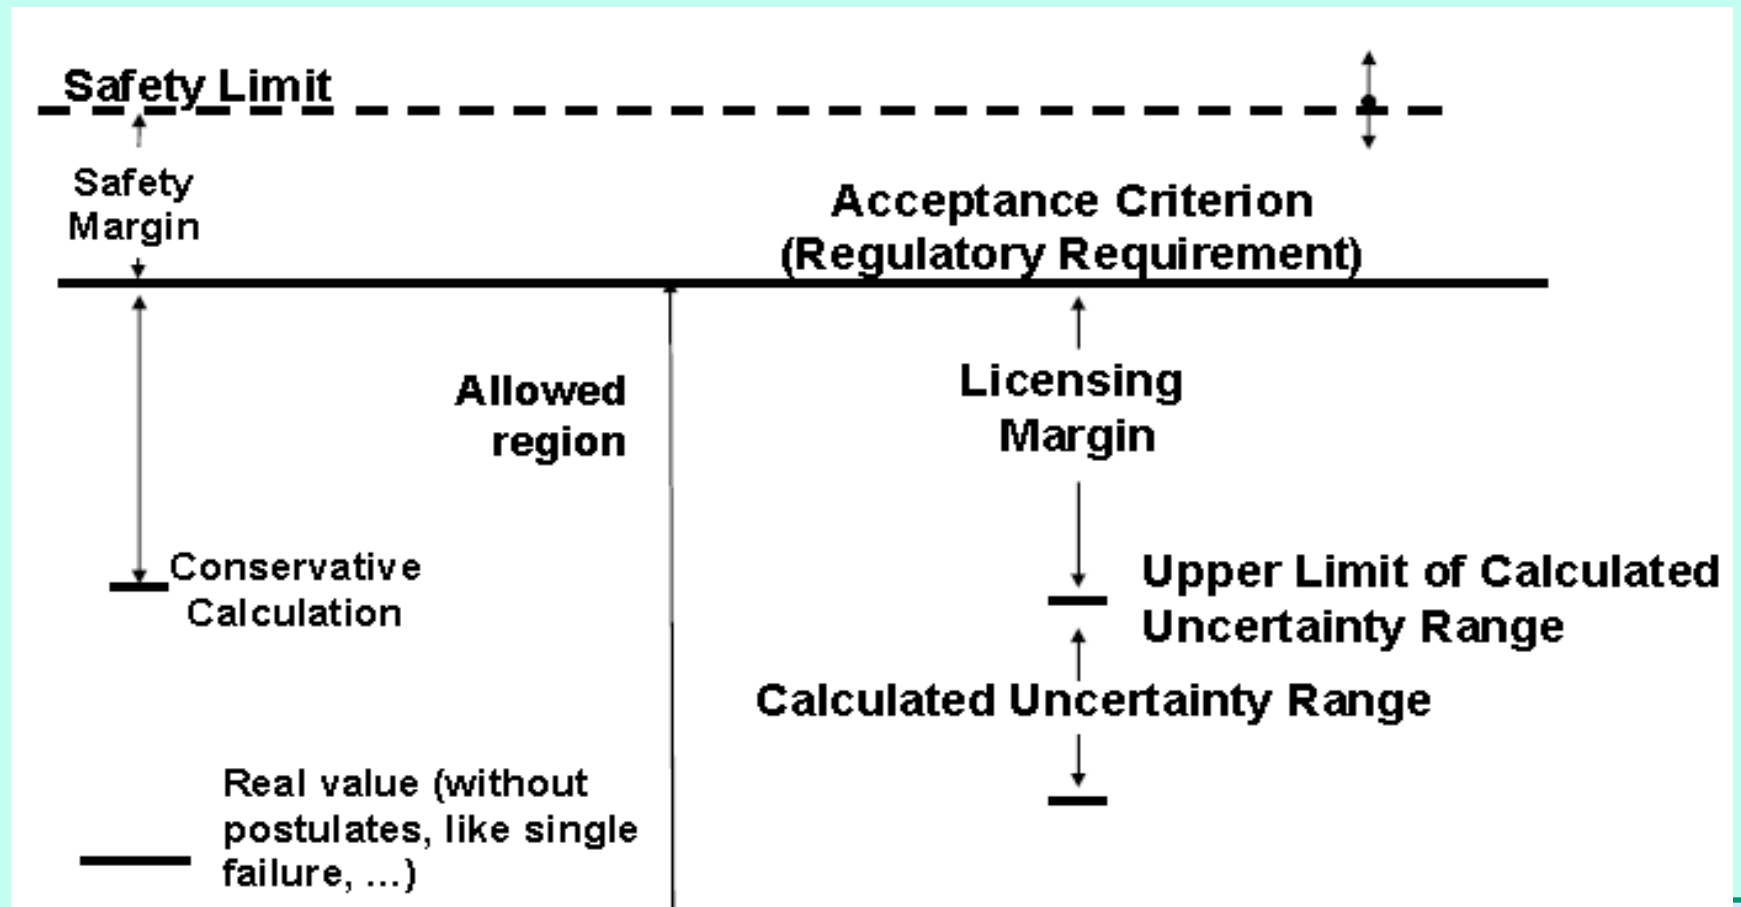 Safety Limit
Safety
Margin
Acceptance Criterion
(Regulatory Requirement)
Allowed
region
Licensing
Margin
Conservative
Calculation
Upper Limit of Calculated
Uncertainty Range
Calculated Uncertainty Range
Real value (without
postulates, like single
failure, ...)